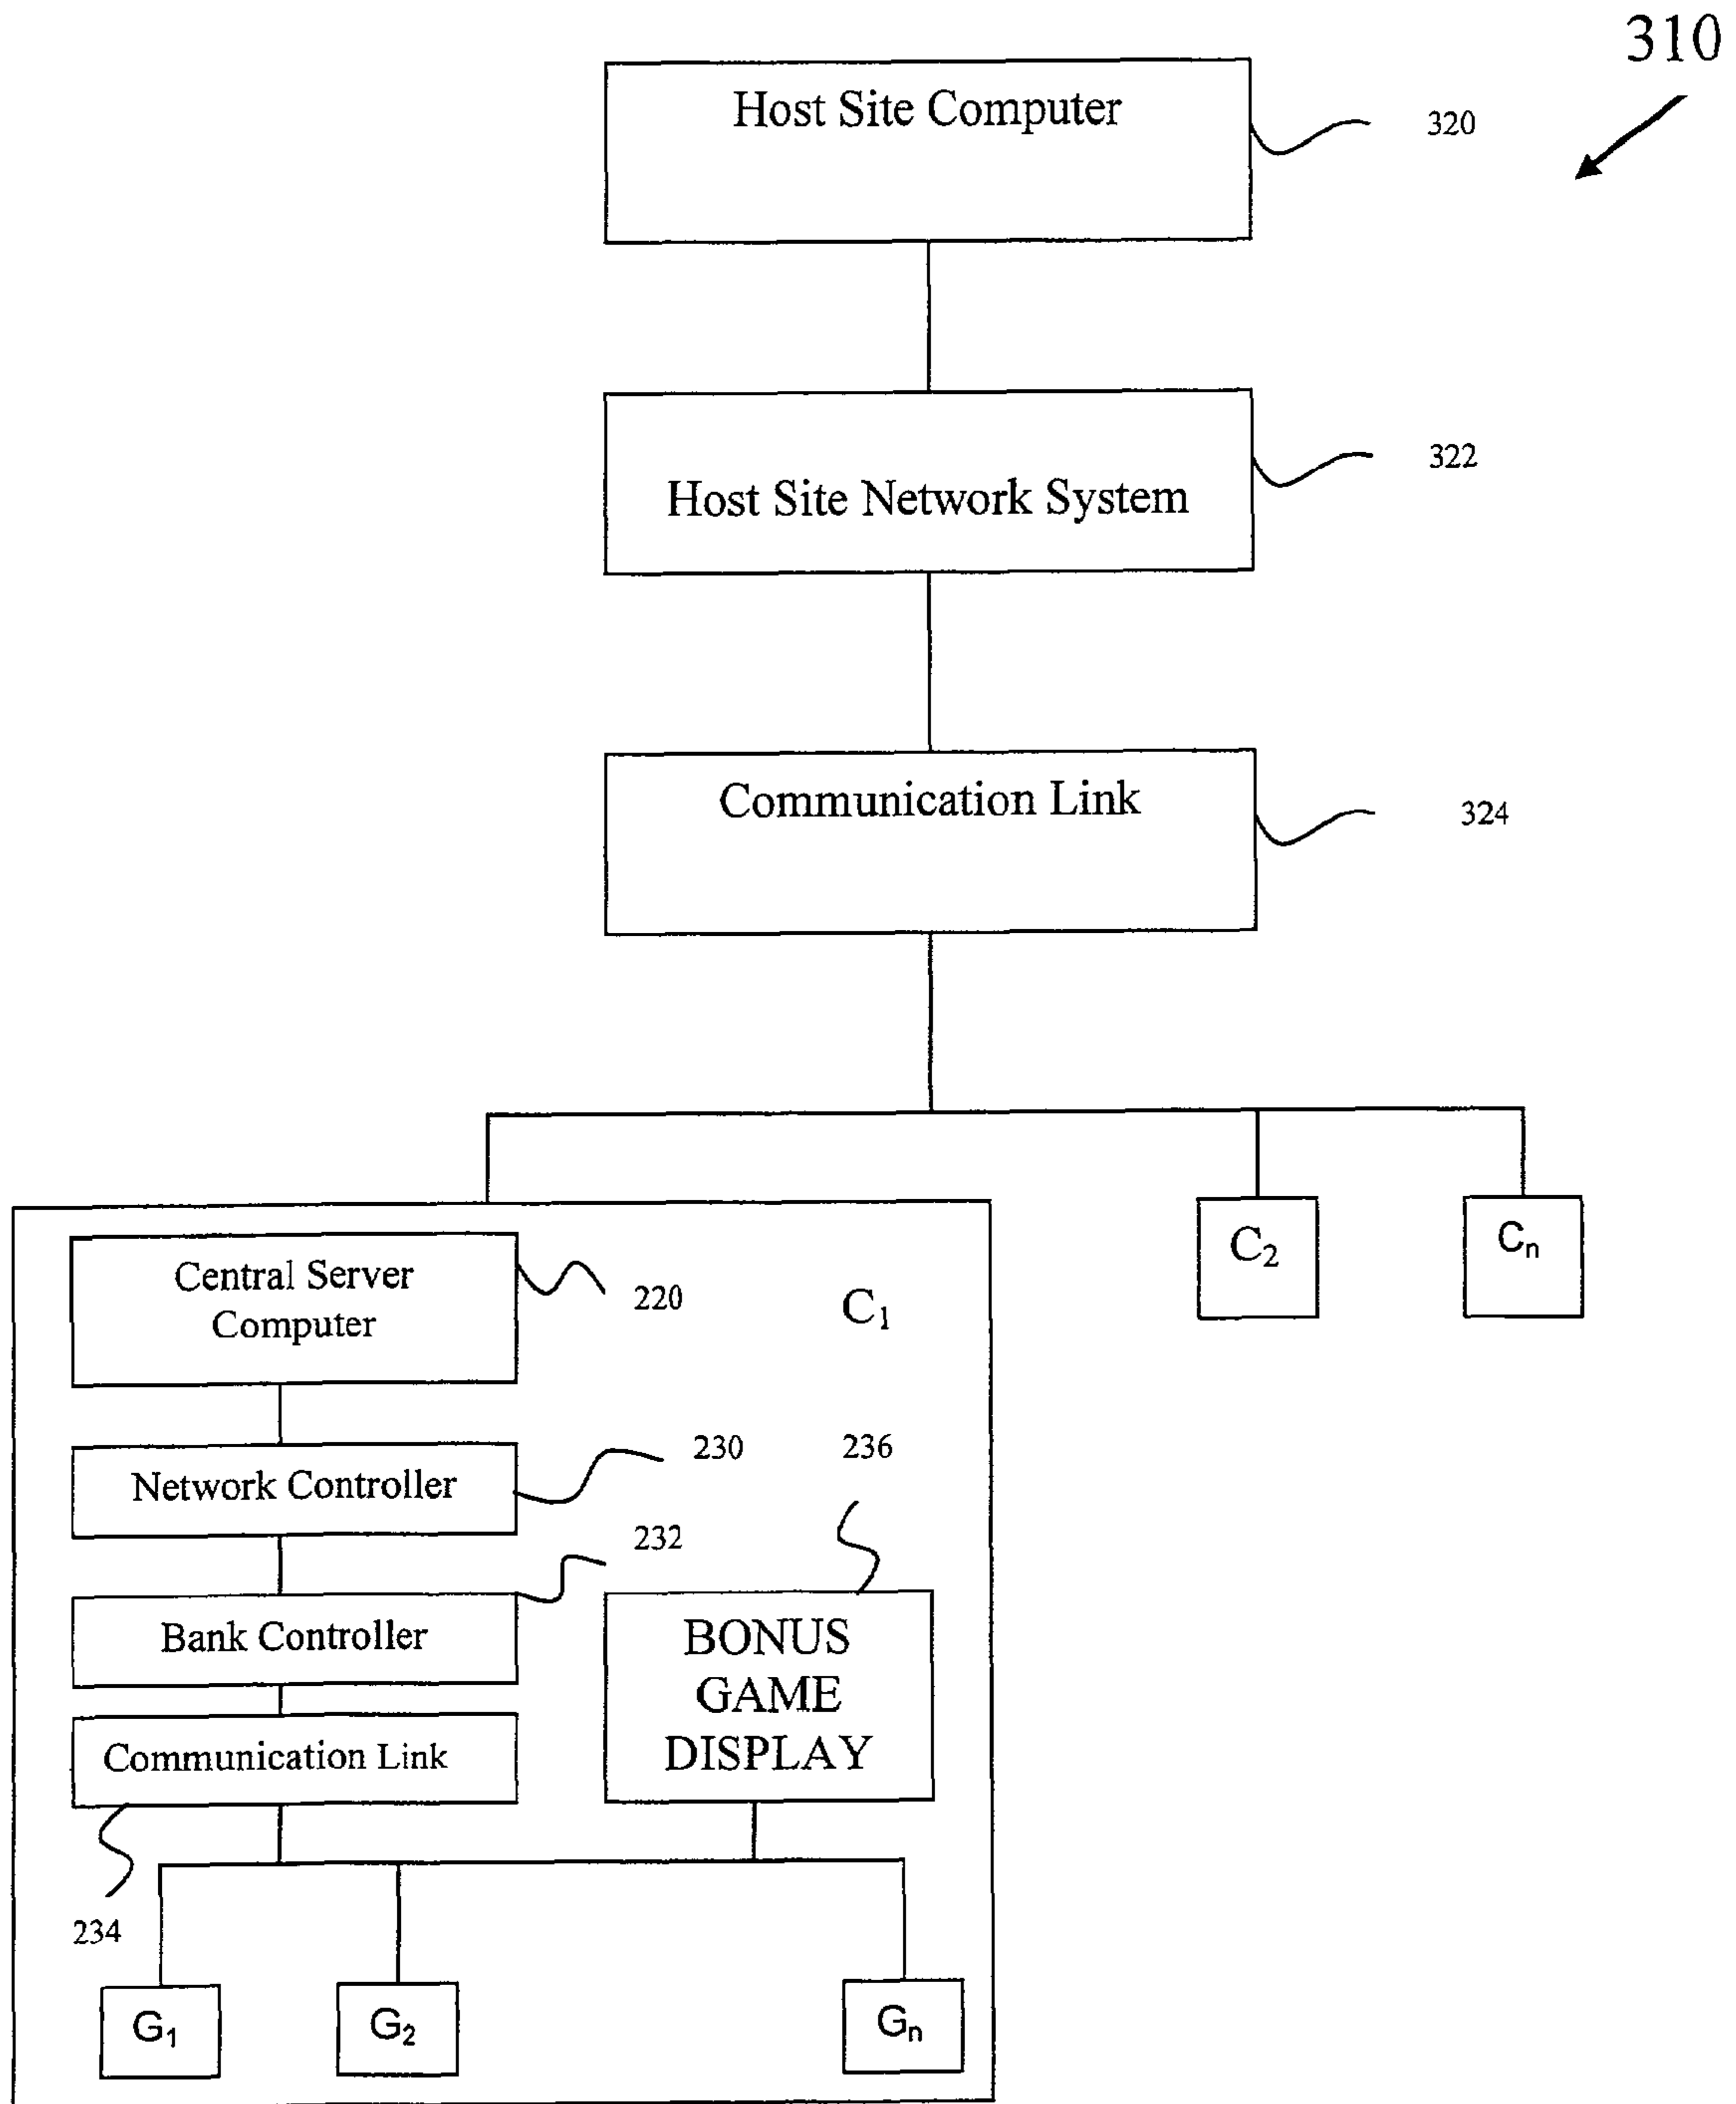 310
Host Site Computer
320
322
Host Site Network System
Communication Link
324
C2
Cn
Central Server
Computer
220
C1
Network Controller
230
236
232
Bank Controller
BONUS
GAME
DISPLAY
Communication Link
234
G1
G2
Gn